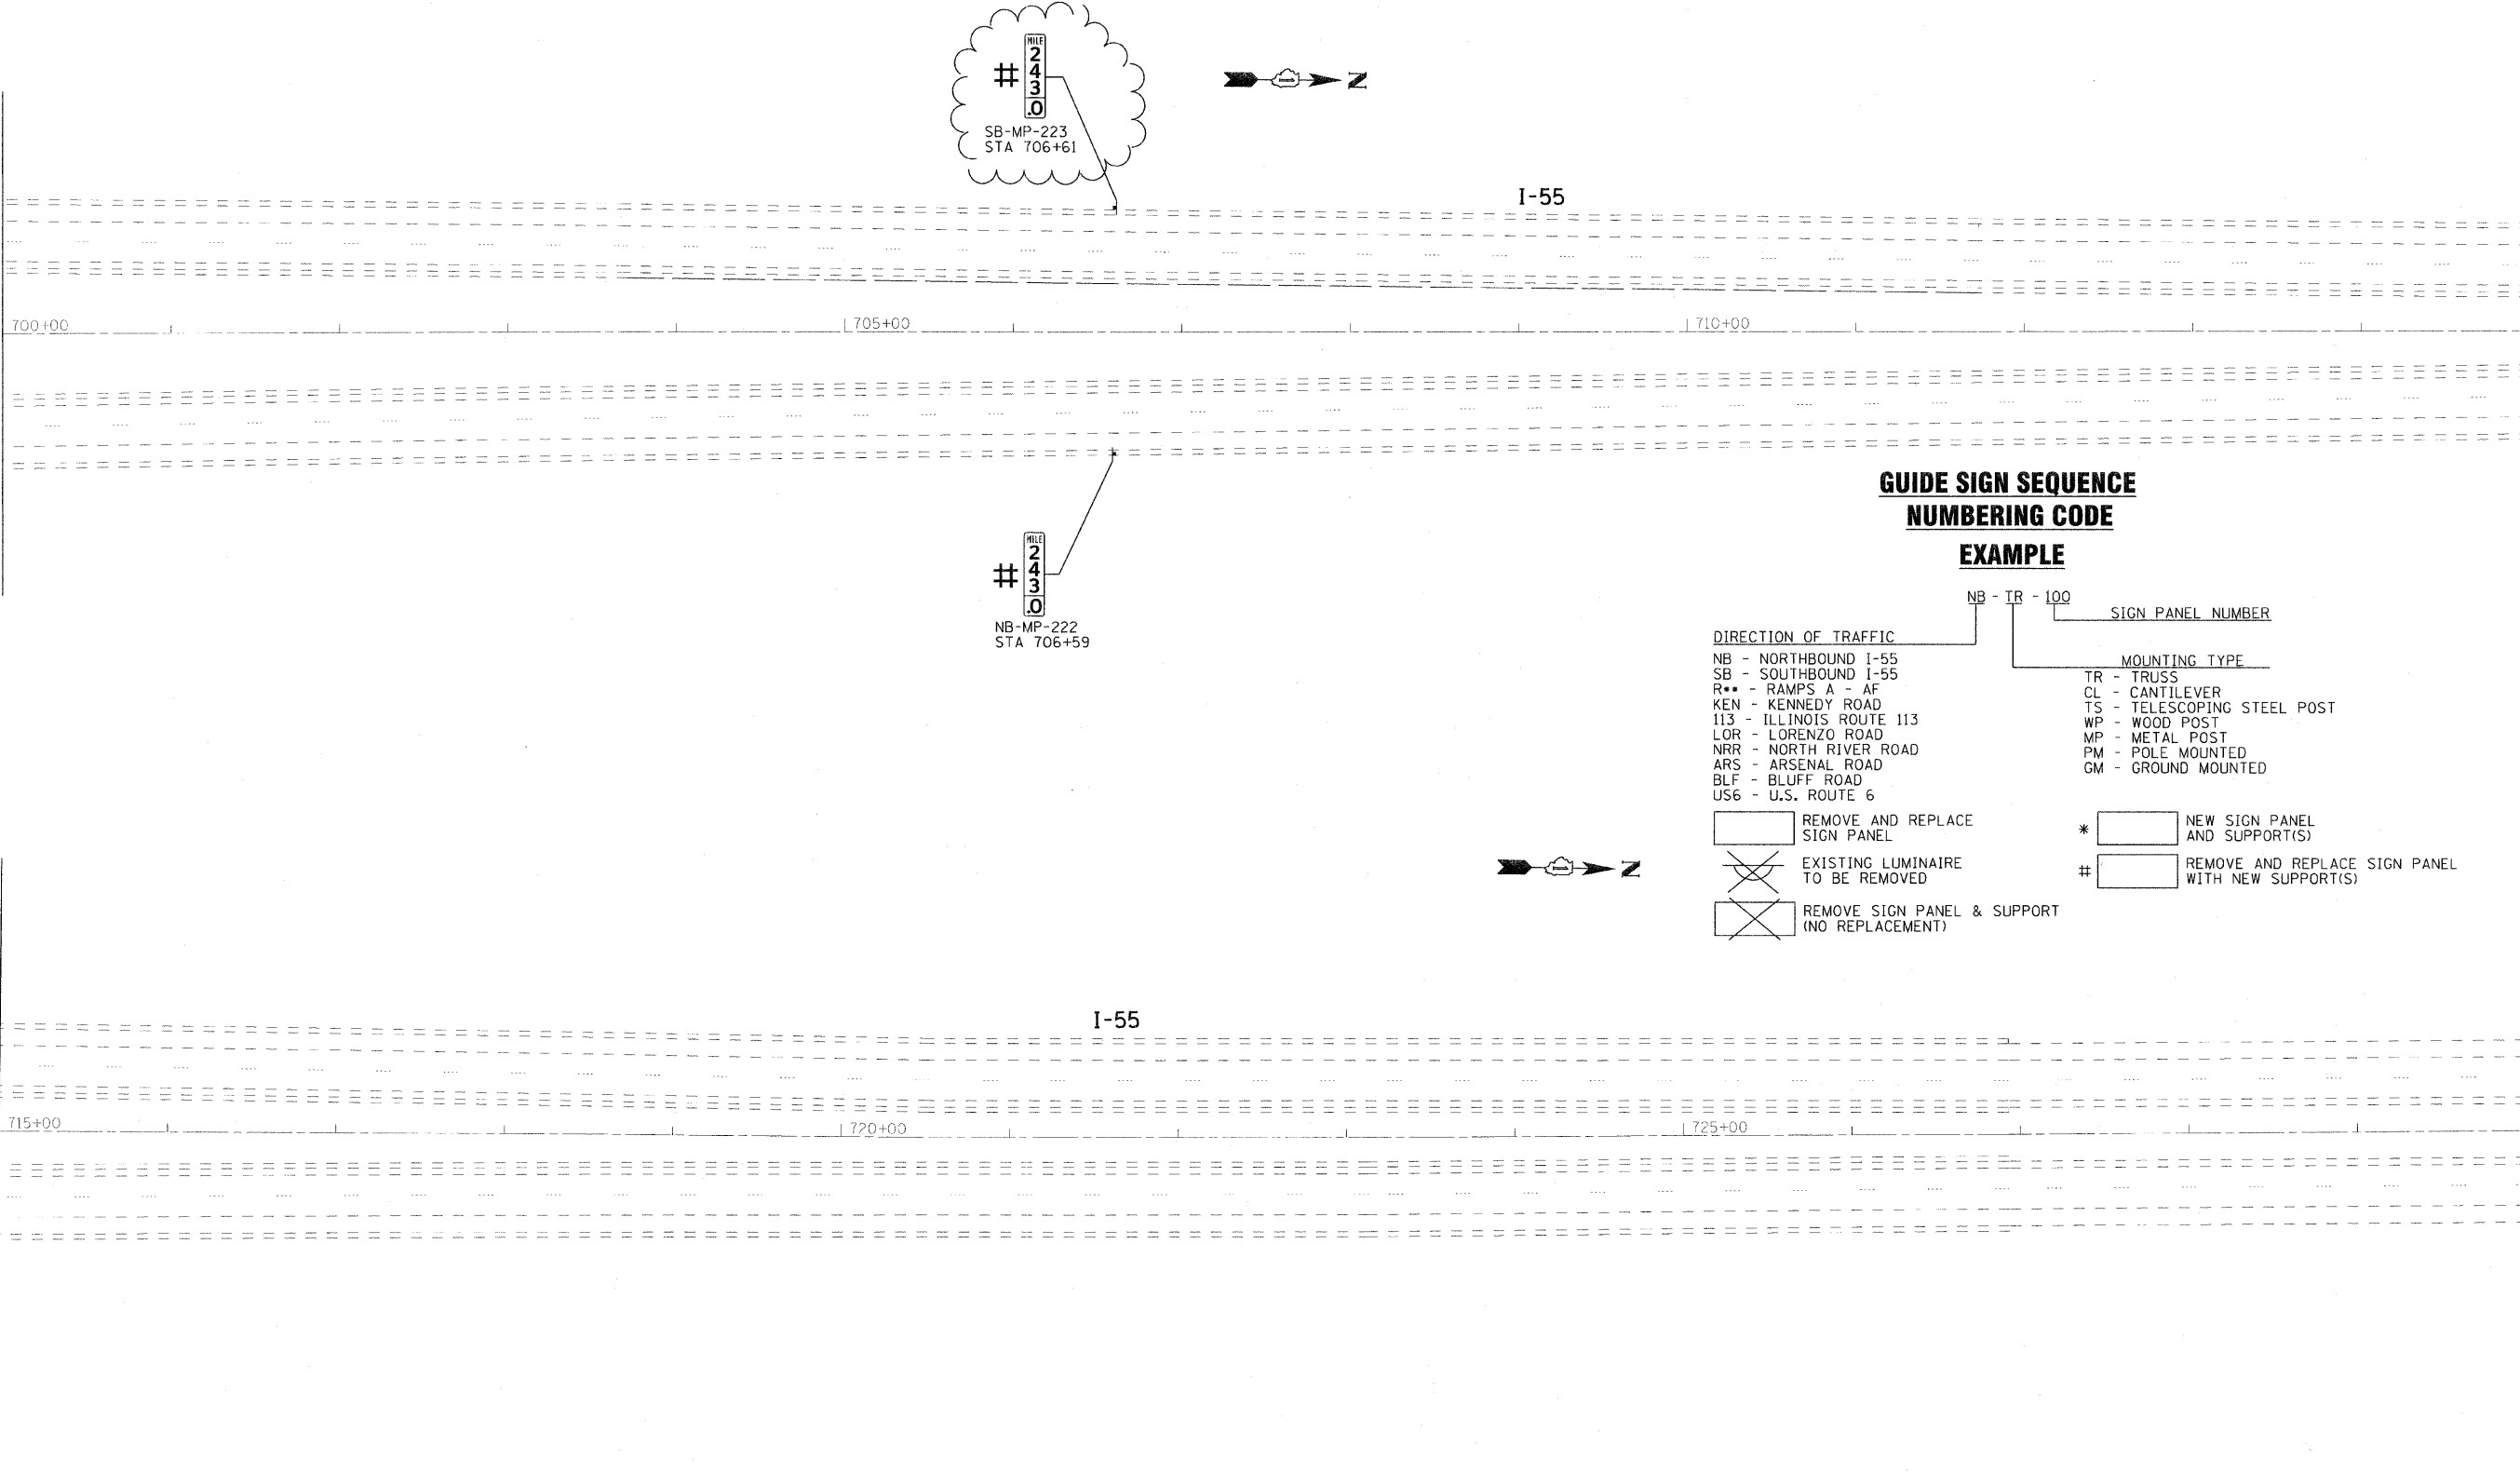 MILE
2
4
3
.0
#
SB-MP-223
STA 706+61
N
I-55
700+00
705+00
710+00
MILE
2
4
3
.0
#
NB-MP-222
STA 706+59
GUIDE SIGN SEQUENCE
NUMBERING CODE
EXAMPLE
NB - TR - 100
SIGN PANEL NUMBER
DIRECTION OF TRAFFIC
NB - NORTHBOUND I-55
SB - SOUTHBOUND I-55
R** - RAMPS A - AF
KEN - KENNEDY ROAD
113 - ILLINOIS ROUTE 113
LOR - LORENZO ROAD
NRR - NORTH RIVER ROAD
ARS - ARSENAL ROAD
BLF - BLUFF ROAD
US6 - U.S. ROUTE 6
MOUNTING TYPE
TR - TRUSS
CL - CANTILEVER
TS - TELESCOPING STEEL POST
WP - WOOD POST
MP - METAL POST
PM - POLE MOUNTED
GM - GROUND MOUNTED
REMOVE AND REPLACE
SIGN PANEL
EXISTING LUMINAIRE
TO BE REMOVED
REMOVE SIGN PANEL & SUPPORT
(NO REPLACEMENT)
* NEW SIGN PANEL
AND SUPPORT(S)
# REMOVE AND REPLACE SIGN PANEL
WITH NEW SUPPORT(S)
N
I-55
715+00
720+00
725+00